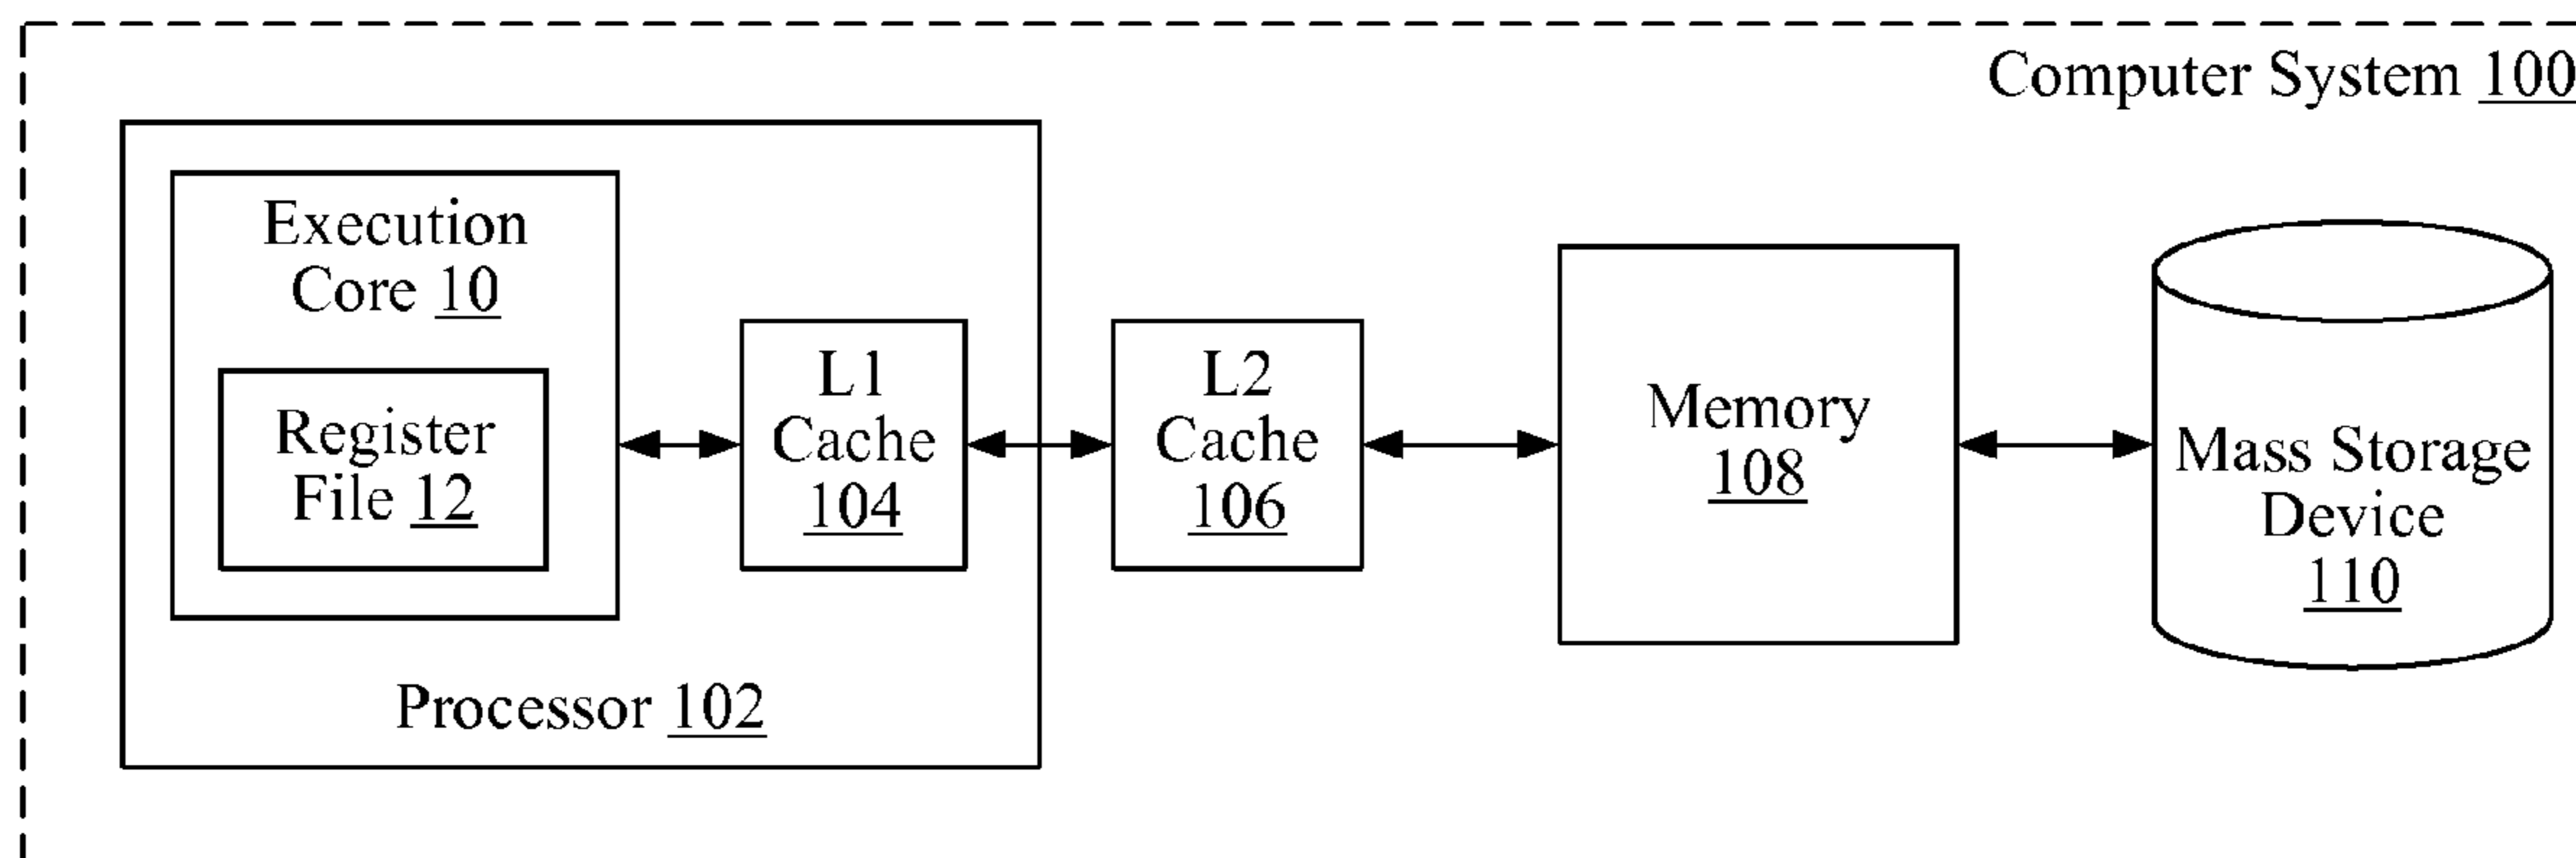 Computer System 100
Execution
Core 10
Register
File 12
L1
Cache
104
Processor 102
L2
Cache
106
Memory
108
Mass Storage
Device
110